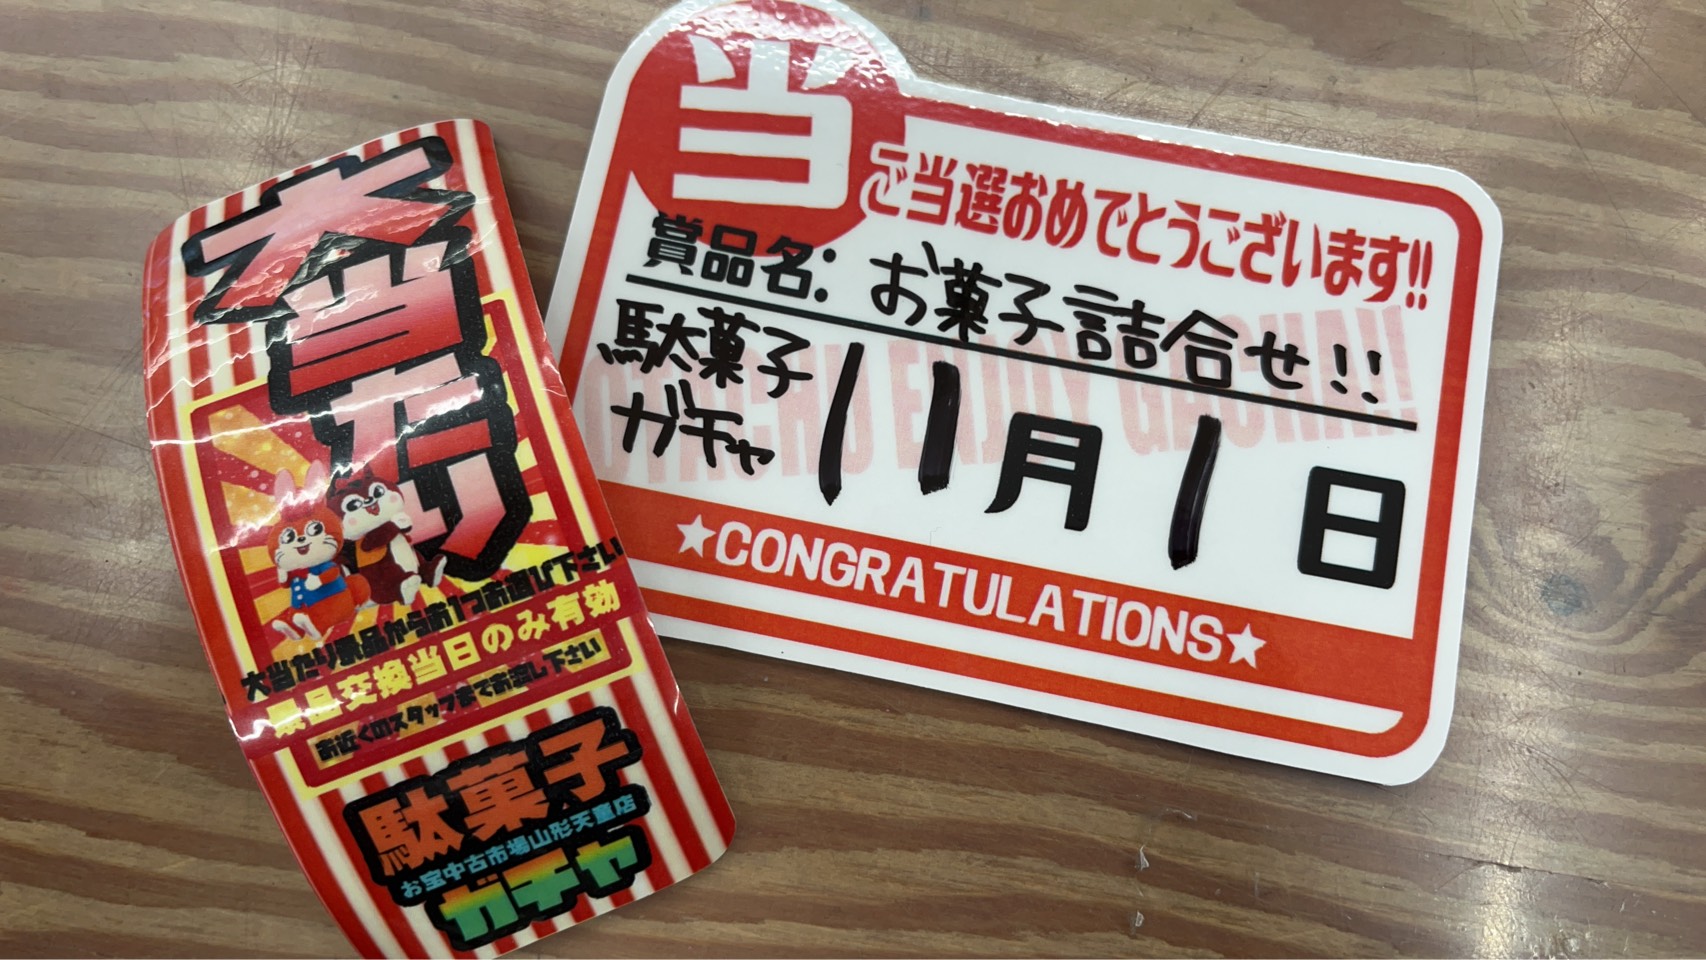 大当たり
大当たり景品からお1つお選び下さい
景品交換当日のみ有効
お近くのスタッフまでお渡し下さい
駄菓子
お宝中古市場山形天童店
ガチャ
当
ご当選おめでとうございます!!
賞品名:お菓子詰合せ!!
駄菓子
ガチャ
11月1日
ENJOY GACHA!!
★CONGRATULATIONS★